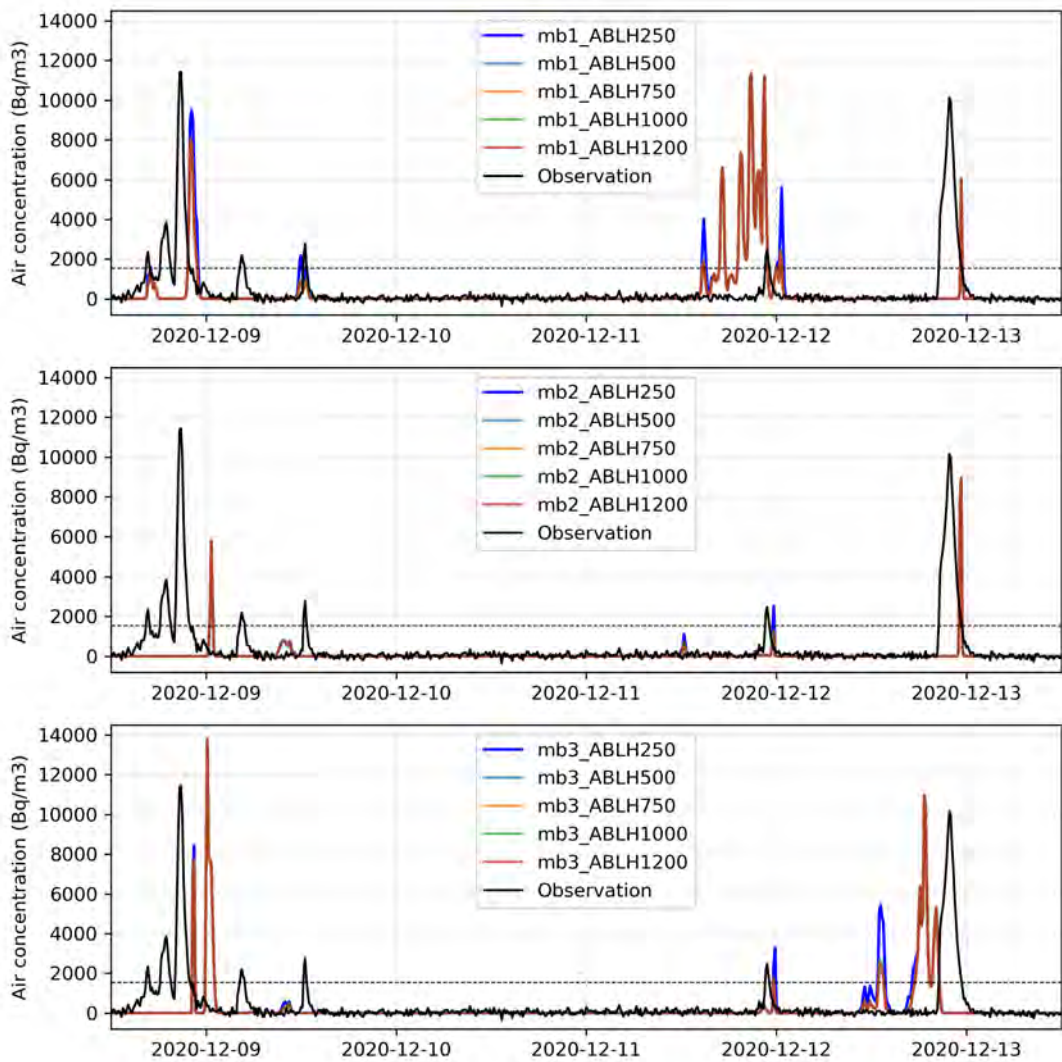 14000
12000
10000
8000
6000
4000
2000
0
Air concentration (Bq/m3)
mb1_ABLH250
mb1_ABLH500
mb1_ABLH750
mb1_ABLH1000
mb1_ABLH1200
Observation
2020-12-09 2020-12-10 2020-12-11 2020-12-12 2020-12-13
14000
12000
10000
8000
6000
4000
2000
0
Air concentration (Bq/m3)
mb2_ABLH250
mb2_ABLH500
mb2_ABLH750
mb2_ABLH1000
mb2_ABLH1200
Observation
2020-12-09 2020-12-10 2020-12-11 2020-12-12 2020-12-13
14000
12000
10000
8000
6000
4000
2000
0
Air concentration (Bq/m3)
mb3_ABLH250
mb3_ABLH500
mb3_ABLH750
mb3_ABLH1000
mb3_ABLH1200
Observation
2020-12-09 2020-12-10 2020-12-11 2020-12-12 2020-12-13